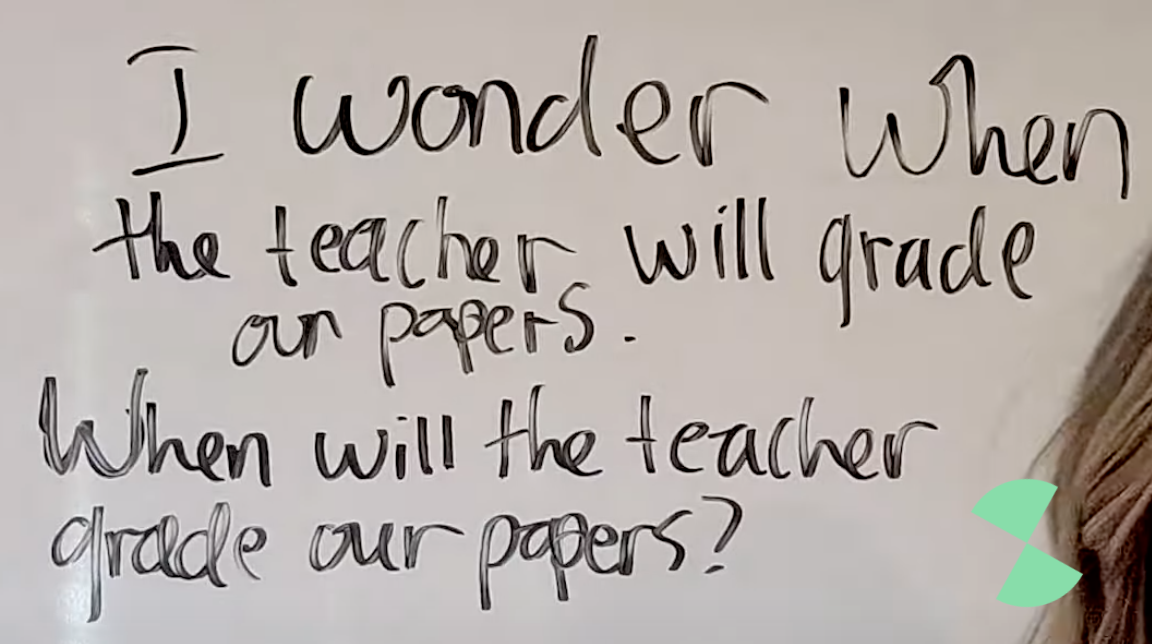 I wonder when
the teacher will grade
our papers.
When will the teacher
grade our papers?